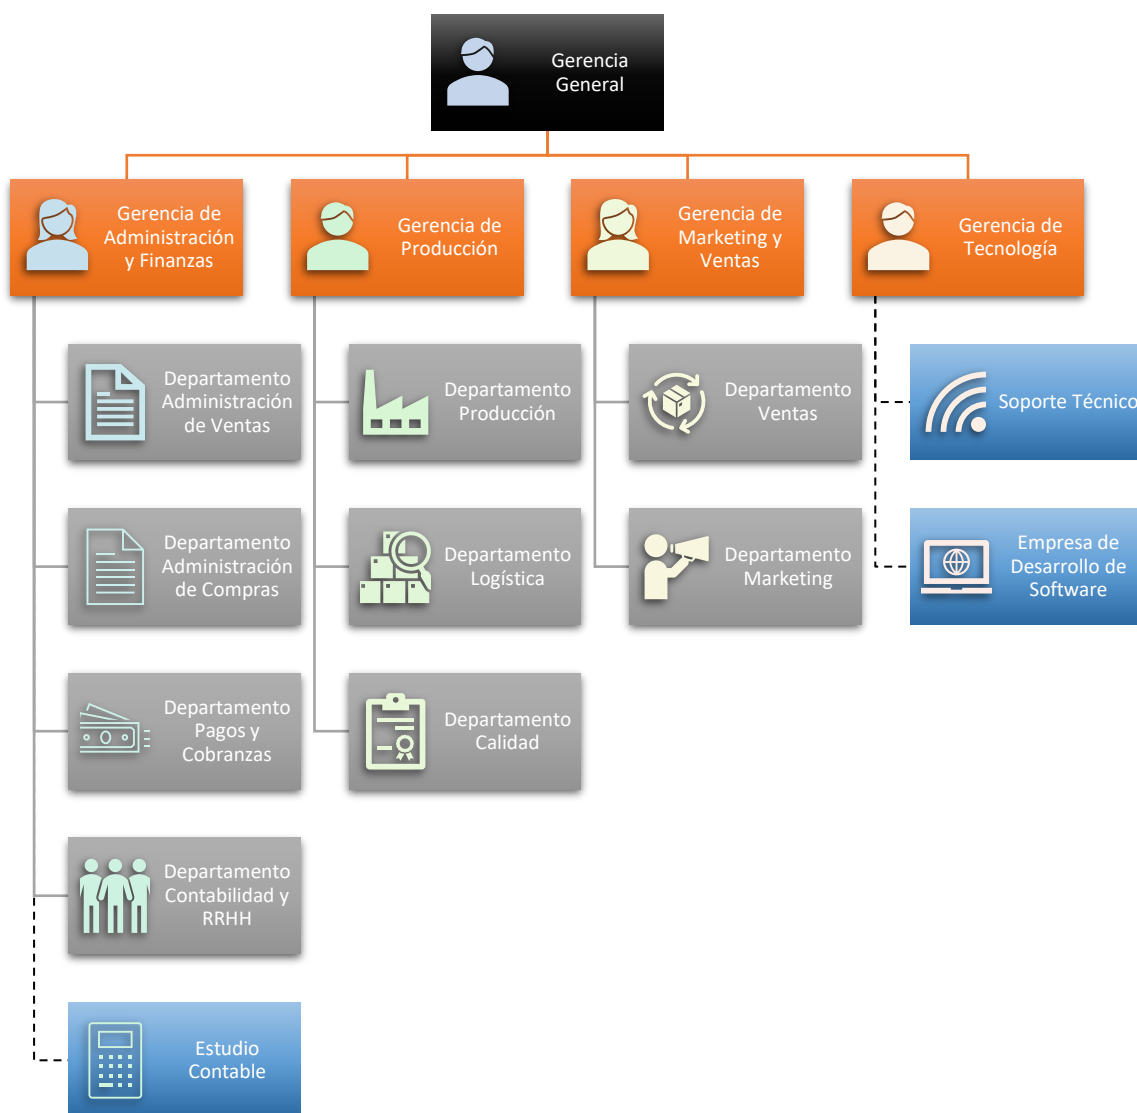 Gerencia
General
Gerencia de
Administración
y Finanzas
Gerencia de
Producción
Gerencia de
Marketing y
Ventas
Gerencia de
Tecnología
Departamento
Administración
de Ventas
Departamento
Producción
Departamento
Ventas
Soporte Técnico
Departamento
Administración
de Compras
Departamento
Logística
Departamento
Marketing
Empresa de
Desarrollo de
Software
Departamento
Pagos y
Cobranzas
Departamento
Calidad
Departamento
Contabilidad y
RRHH
Estudio
Contable